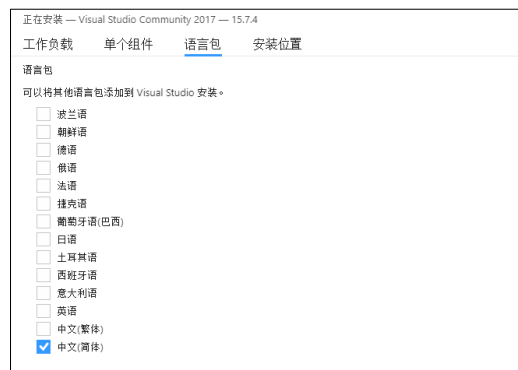 正在安装 — Visual Studio Community 2017 — 15.7.4
工作负载 单个组件 语言包 安装位置
语言包
可以将其他语言包添加到 Visual Studio 安装。
波兰语
朝鲜语
德语
俄语
法语
捷克语
葡萄牙语(巴西)
日语
土耳其语
西班牙语
意大利语
英语
中文(繁体)
中文(简体)